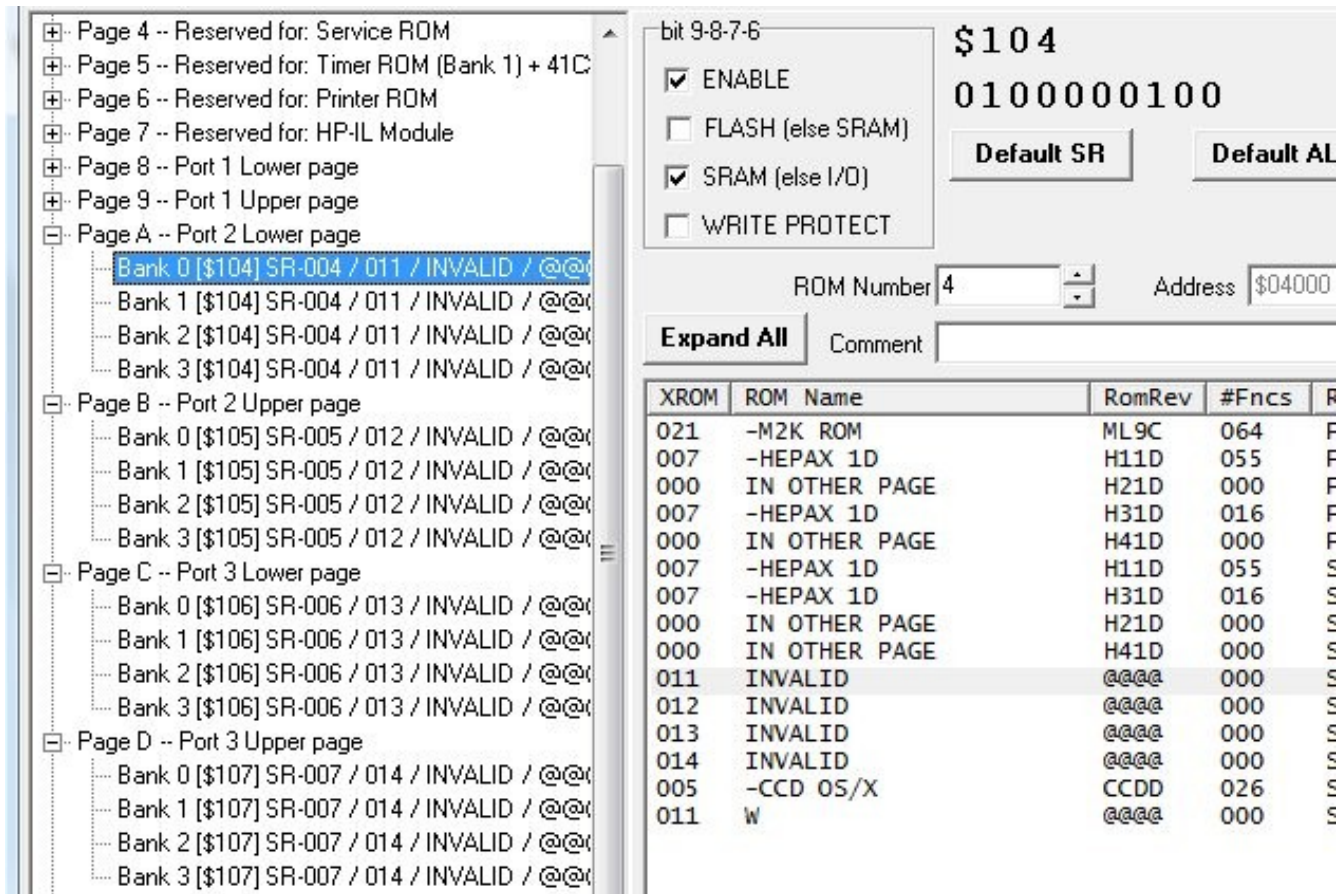 Page 4 -- Reserved for: Service ROM
Page 5 -- Reserved for: Timer ROM (Bank 1) + 41C
Page 6 -- Reserved for: Printer ROM
Page 7 -- Reserved for: HP-IL Module
Page 8 -- Port 1 Lower page
Page 9 -- Port 1 Upper page
Page A -- Port 2 Lower page
Bank 0 [$104] SR-004 / 011 / INVALID / @@
Bank 1 [$104] SR-004 / 011 / INVALID / @@
Bank 2 [$104] SR-004 / 011 / INVALID / @@
Bank 3 [$104] SR-004 / 011 / INVALID / @@
Page B -- Port 2 Upper page
Bank 0 [$105] SR-005 / 012 / INVALID / @@
Bank 1 [$105] SR-005 / 012 / INVALID / @@
Bank 2 [$105] SR-005 / 012 / INVALID / @@
Bank 3 [$105] SR-005 / 012 / INVALID / @@
Page C -- Port 3 Lower page
Bank 0 [$106] SR-006 / 013 / INVALID / @@
Bank 1 [$106] SR-006 / 013 / INVALID / @@
Bank 2 [$106] SR-006 / 013 / INVALID / @@
Bank 3 [$106] SR-006 / 013 / INVALID / @@
Page D -- Port 3 Upper page
Bank 0 [$107] SR-007 / 014 / INVALID / @@
Bank 1 [$107] SR-007 / 014 / INVALID / @@
Bank 2 [$107] SR-007 / 014 / INVALID / @@
Bank 3 [$107] SR-007 / 014 / INVALID / @@
bit 9-8-7-6
ENABLE
FLASH (else SRAM)
SRAM (else I/O)
WRITE PROTECT
$104
0100000100
Default SR Default AL
ROM Number 4 Address $04000
Expand All Comment
XROM ROM Name RomRev #Fncs R
021 -M2K ROM ML9C 064 F
007 -HEPAX 1D H11D 055 F
000 IN OTHER PAGE H21D 000 F
007 -HEPAX 1D H31D 016 F
000 IN OTHER PAGE H41D 000 F
007 -HEPAX 1D H11D 055 S
007 -HEPAX 1D H31D 016 S
000 IN OTHER PAGE H21D 000 S
000 IN OTHER PAGE H41D 000 S
011 INVALID @@@@ 000 S
012 INVALID @@@@ 000 S
013 INVALID @@@@ 000 S
014 INVALID @@@@ 000 S
005 -CCD OS/X CCDD 026 S
011 W @@@@ 000 S